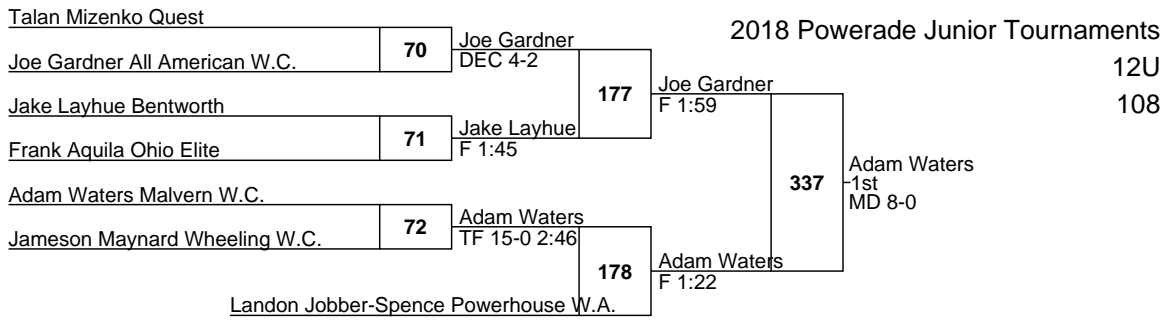 2018 Powerade Junior Tournaments
12U
108
Talan Mizenko Quest
70
Joe Gardner All American W.C.
Joe Gardner
DEC 4-2
Jake Layhue Bentworth
71
Frank Aquila Ohio Elite
Jake Layhue
F 1:45
177
Joe Gardner
F 1:59
Adam Waters Malvern W.C.
72
Jameson Maynard Wheeling W.C.
Adam Waters
TF 15-0 2:46
178
Landon Jobber-Spence Powerhouse W.A.
Adam Waters
F 1:22
337
Adam Waters
1st
MD 8-0